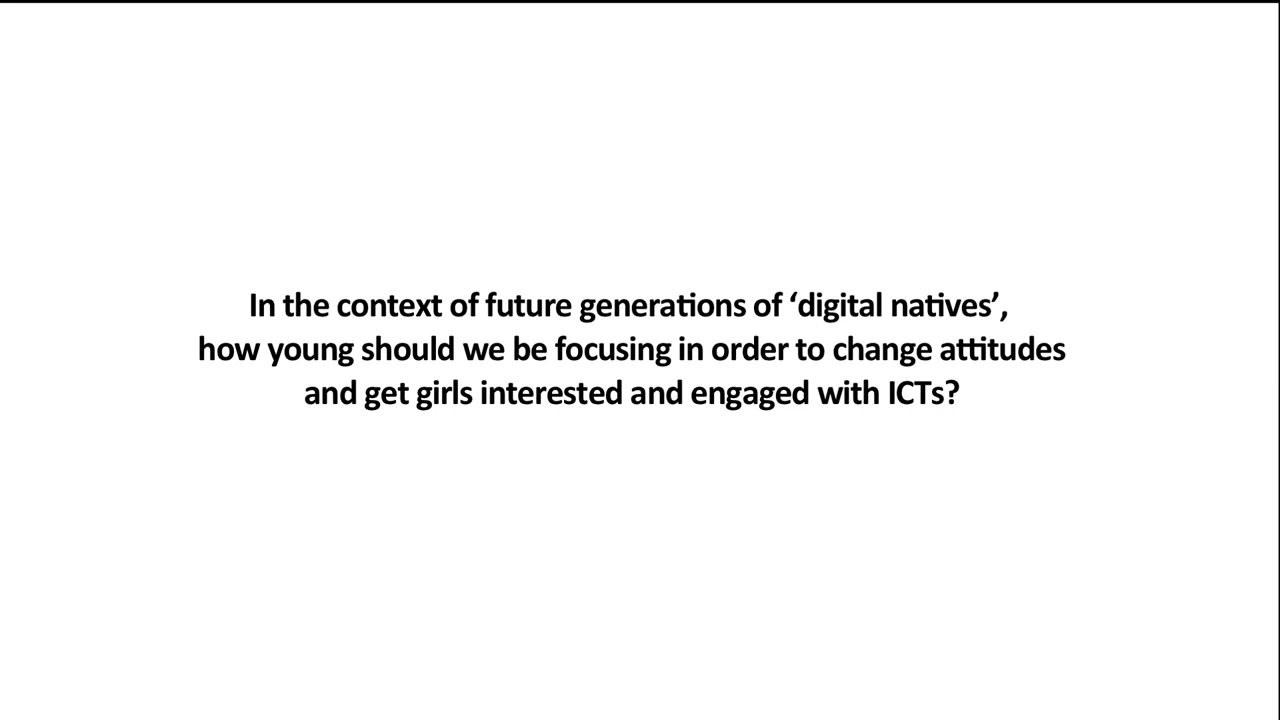 In the context of future generations of ‘digital natives’,
how young should we be focusing in order to change attitudes
and get girls interested and engaged with ICTs?